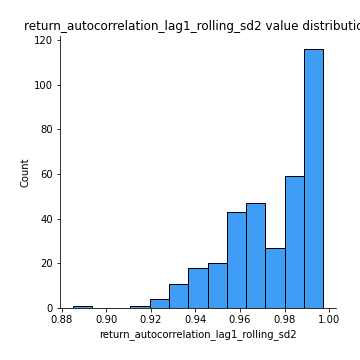 return_autocorrelation_lag1_rolling_sd2 value distributio
120
100
80
60
40
20
0
Count
0.88 0.90 0.92 0.94 0.96 0.98 1.00
return_autocorrelation_lag1_rolling_sd2